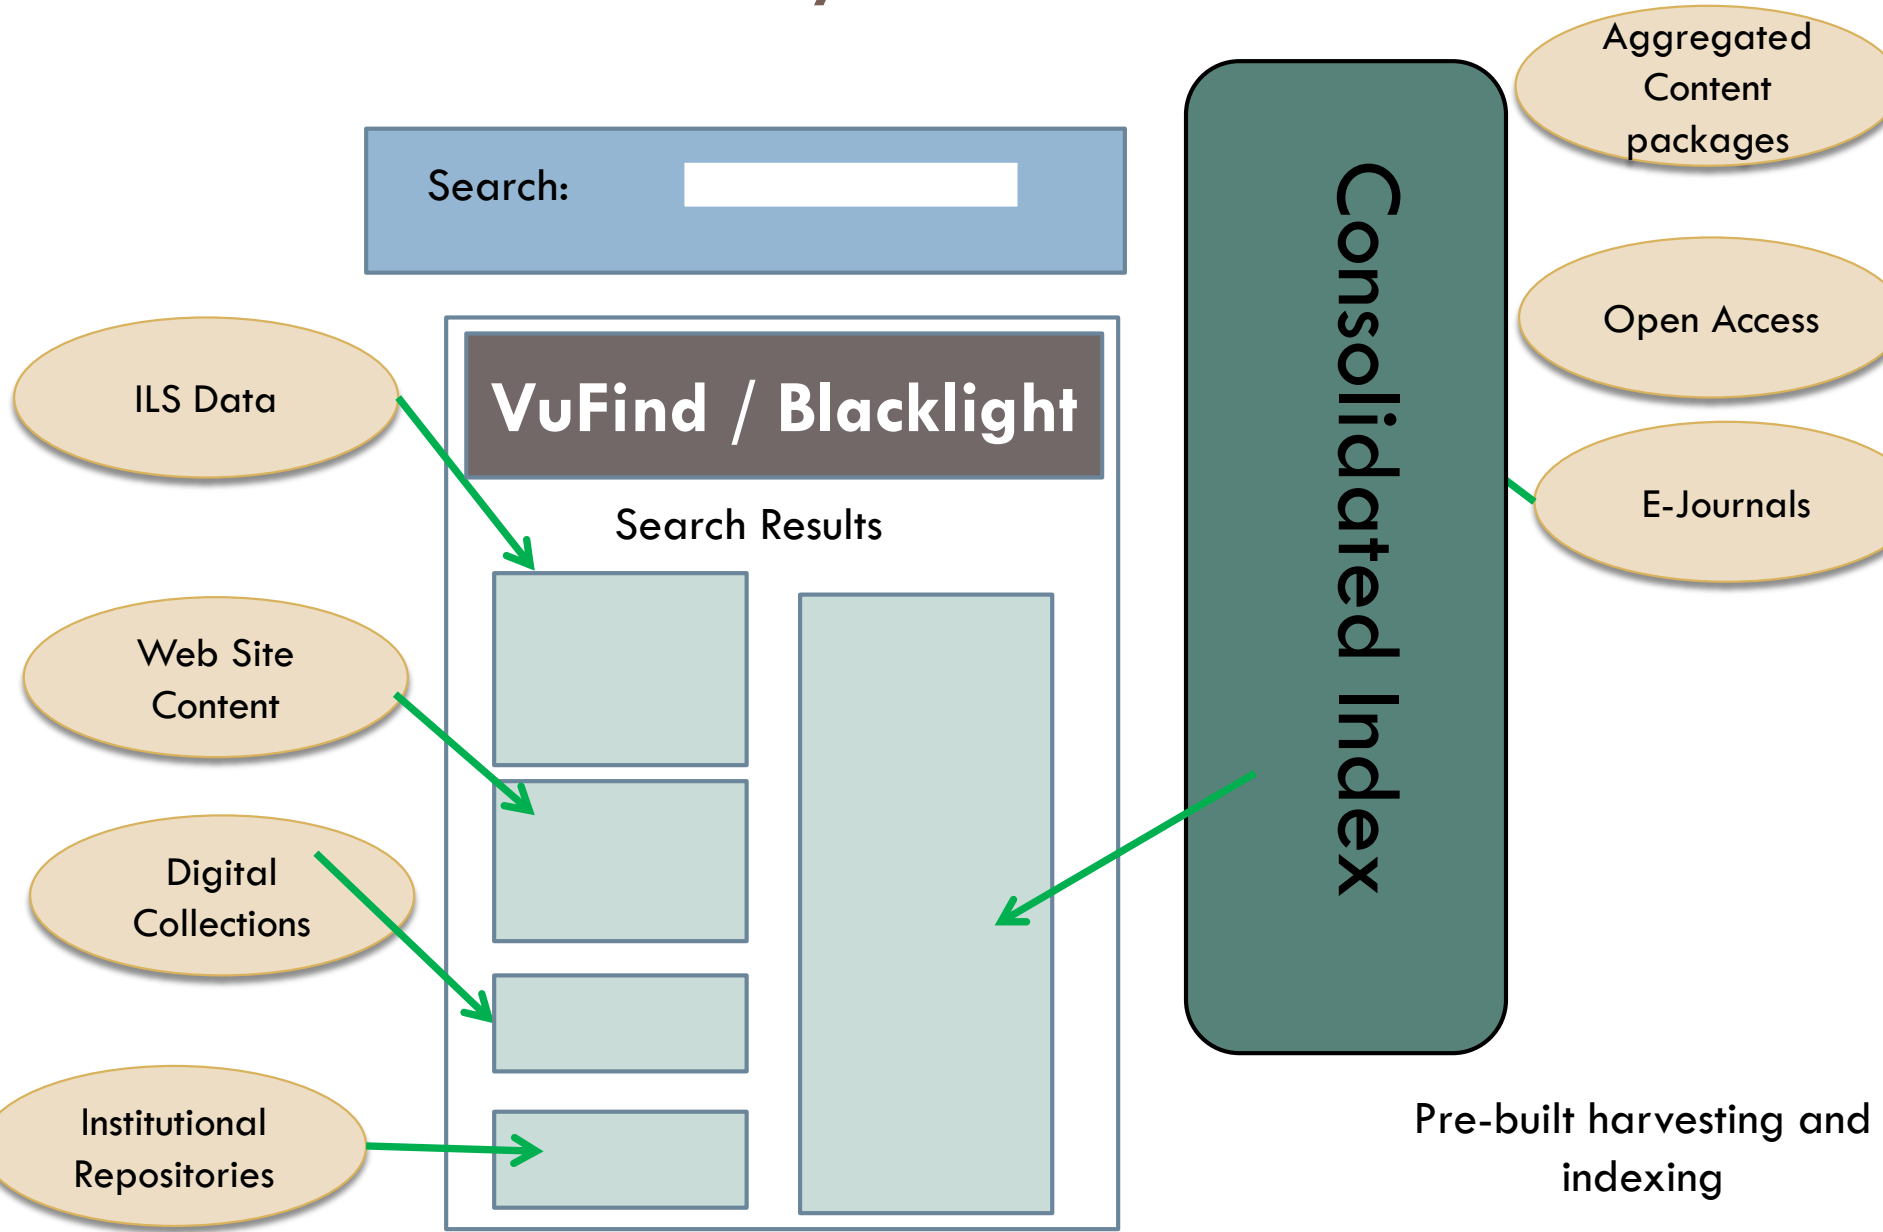 Aggregated
Content
packages
Search:
Consolidated Index
Open Access
ILS Data
VuFind / Blacklight
E-Journals
Search Results
Web Site
Content
Digital
Collections
Institutional
Repositories
Pre-built harvesting and
indexing